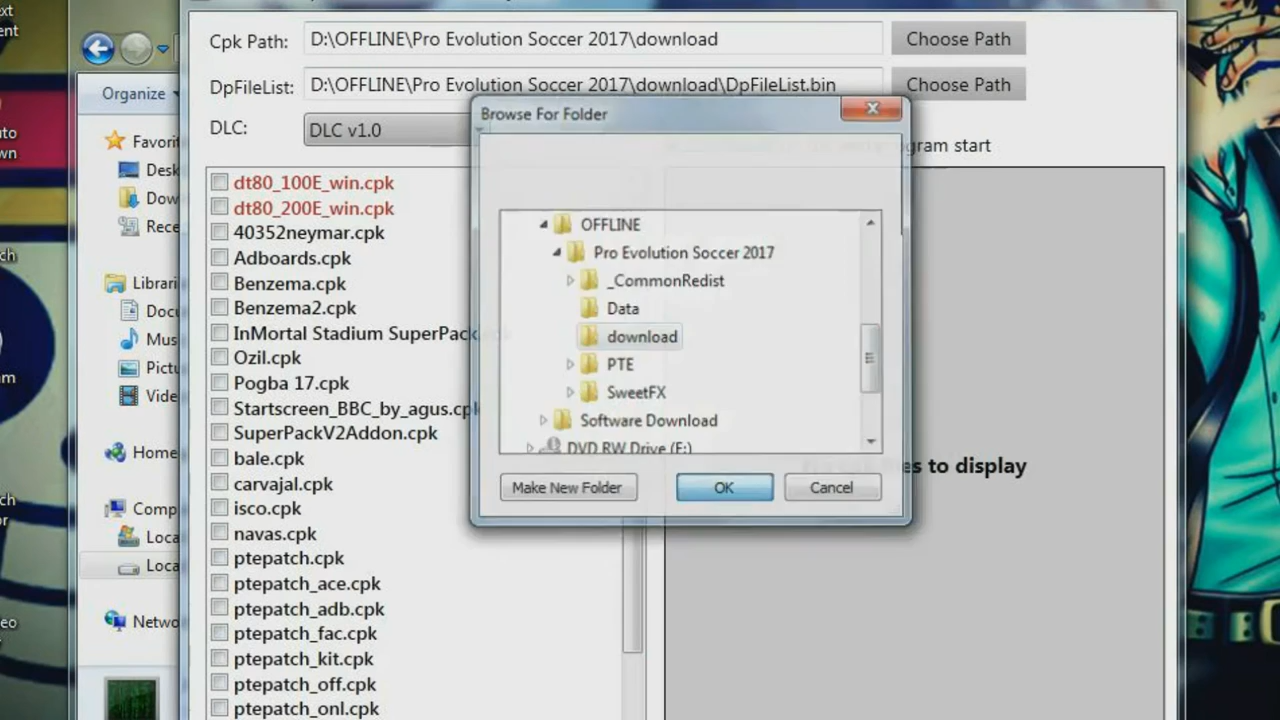 Cpk Path:
D:\OFFLINE\Pro Evolution Soccer 2017\download
Choose Path
DpFileList:
D:\OFFLINE\Pro Evolution Soccer 2017\download\DpFileList.bin
Choose Path
DLC:
DLC v1.0
Organize
Browse For Folder
OFFLINE
Pro Evolution Soccer 2017
_CommonRedist
Data
download
PTE
SweetFX
Software Download
DVD RW Drive (F:)
Make New Folder
OK
Cancel
start
to display
dt80_100E_win.cpk
dt80_200E_win.cpk
40352neymar.cpk
Adboards.cpk
Benzema.cpk
Benzema2.cpk
InMortal Stadium SuperPack.cpk
Ozil.cpk
Pogba 17.cpk
Startscreen_BBC_by_agus.cpk
SuperPackV2Addon.cpk
bale.cpk
carvajal.cpk
isco.cpk
navas.cpk
ptepatch.cpk
ptepatch_ace.cpk
ptepatch_adb.cpk
ptepatch_fac.cpk
ptepatch_kit.cpk
ptepatch_off.cpk
ptepatch_onl.cpk
Favorit
Desk
Dow
Rece
Librari
Docu
Mus
Pictu
Vide
Home
Comp
Loca
Loca
Netwo